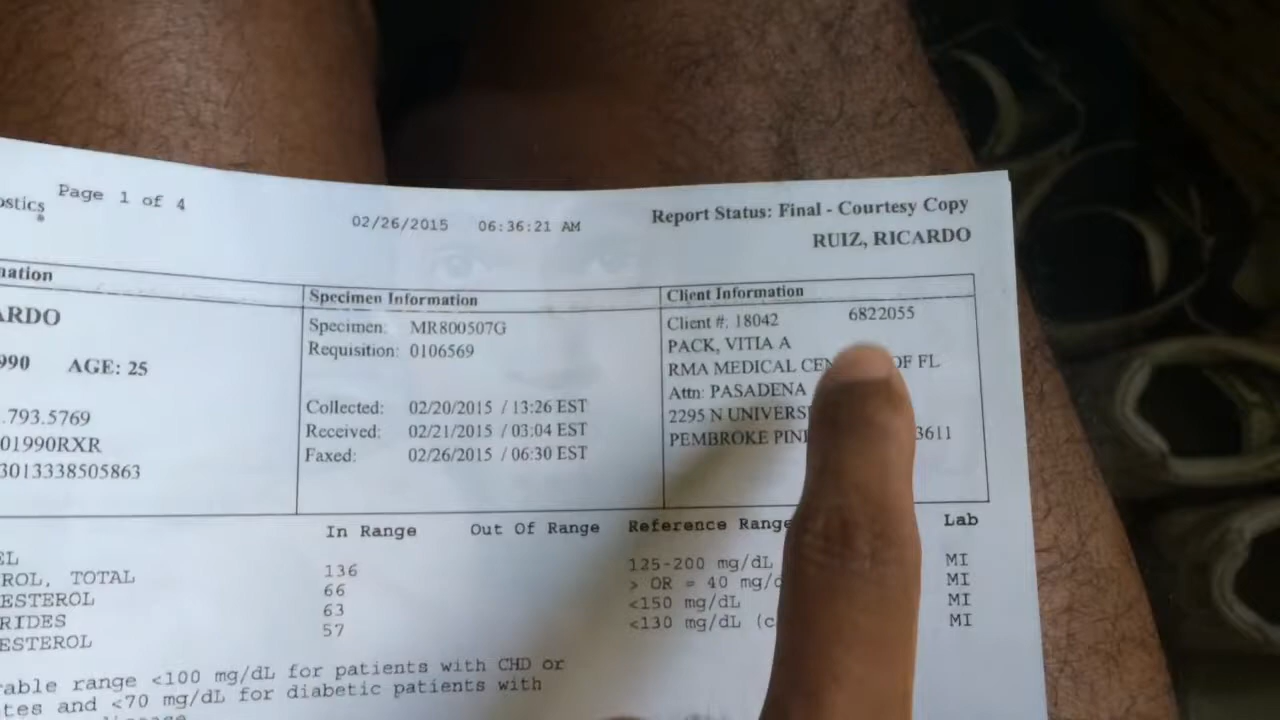 ostics Page 1 of 4 02/26/2015 06:36:21 AM Report Status: Final - Courtesy Copy
RUIZ, RICARDO
mation
ARDO
990 AGE: 25
.793.5769
01990RXR
3013338505863
Specimen Information
Specimen: MR800507G
Requisition: 0106569
Collected: 02/20/2015 / 13:26 EST
Received: 02/21/2015 / 03:04 EST
Faxed: 02/26/2015 / 06:30 EST
Client Information
Client #: 18042 6822055
PACK, VITIA A
RMA MEDICAL CEN OF FL
Attn: PASADENA
2295 N UNIVERS
PEMBROKE PIN 3611
In Range Out Of Range Reference Range Lab
EL
ROL, TOTAL 136 125-200 mg/dL MI
ESTEROL 66 > OR = 40 mg/d MI
RIDES 63 <150 mg/dL MI
ESTEROL 57 <130 mg/dL (c MI
rable range <100 mg/dL for patients with CHD or
tes and <70 mg/dL for diabetic patients with